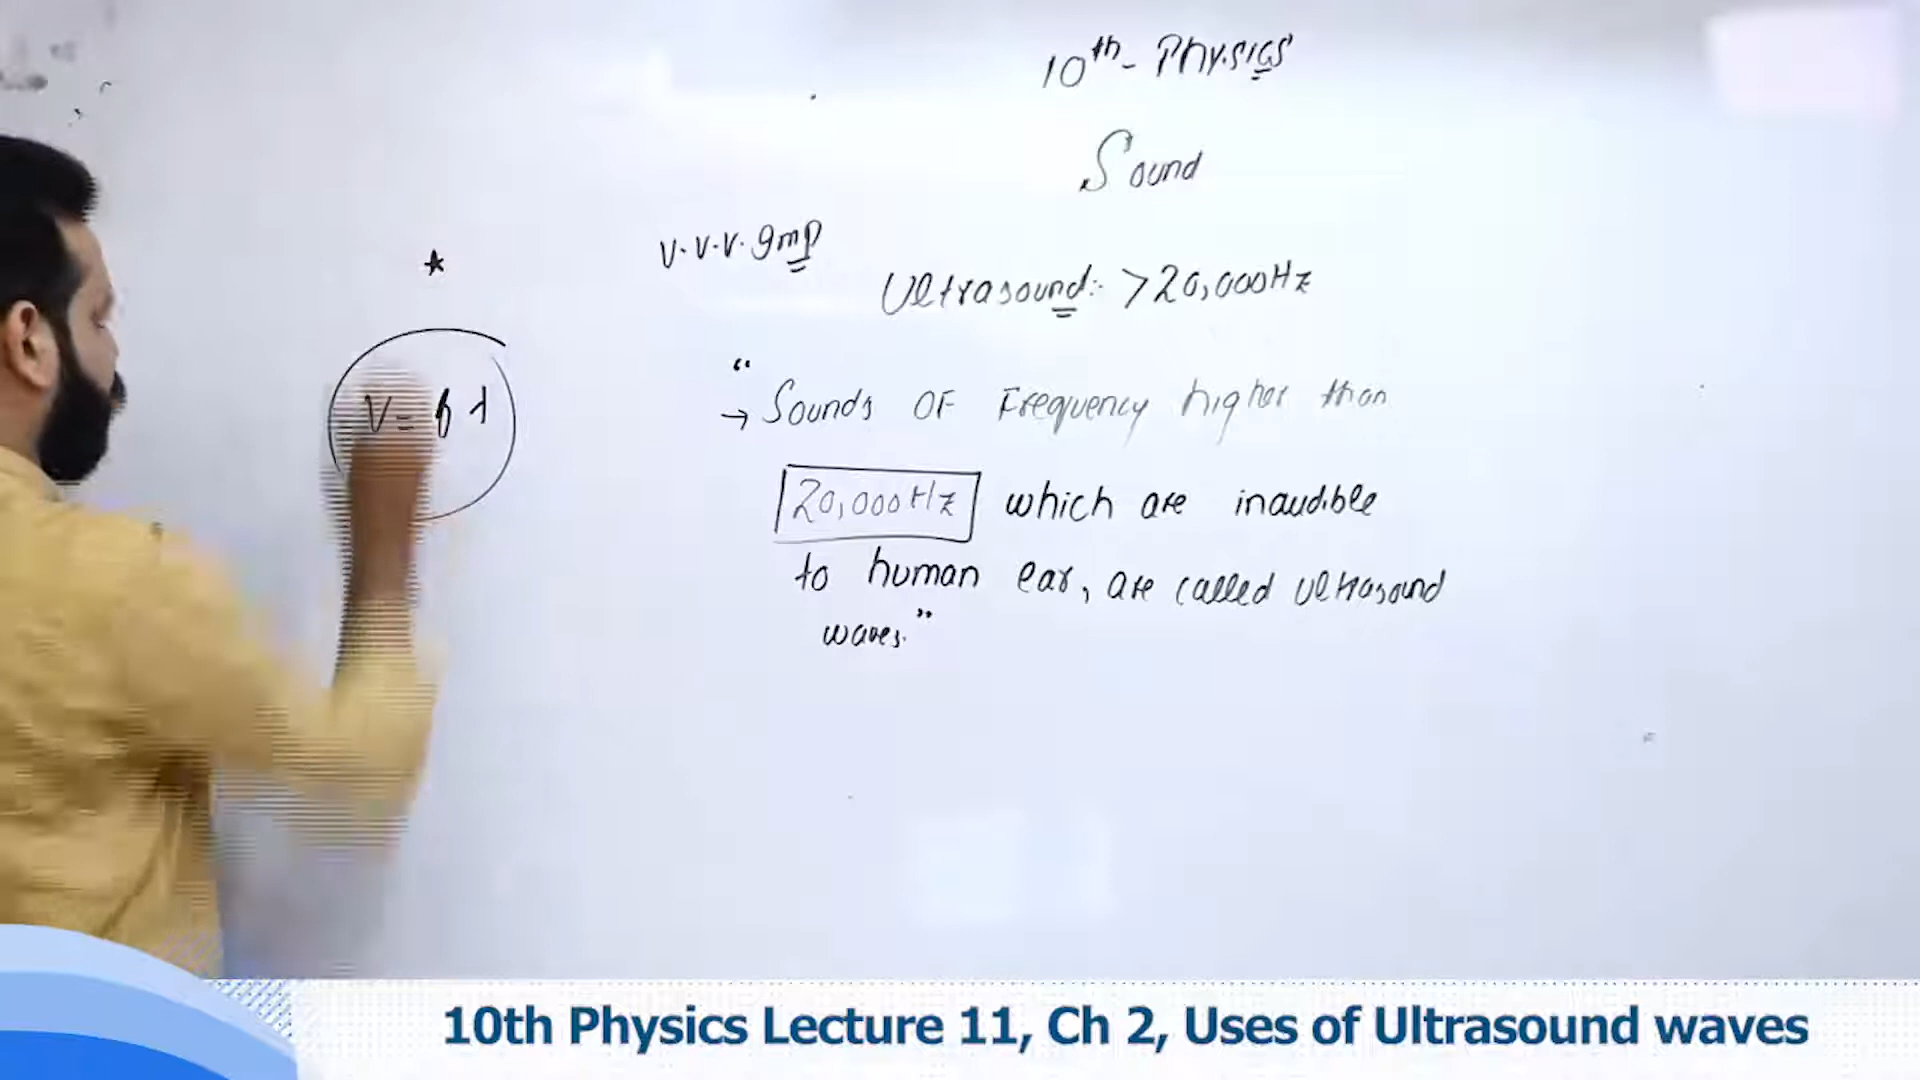 10th - Physics
Sound
V.V.V. Imp
Ultrasound:- >20,000Hz
V = f λ
“
→ Sounds OF Frequency higher than
20,000Hz which are inaudible
to human ear, are called ultrasound
waves.”
10th Physics Lecture 11, Ch 2, Uses of Ultrasound waves